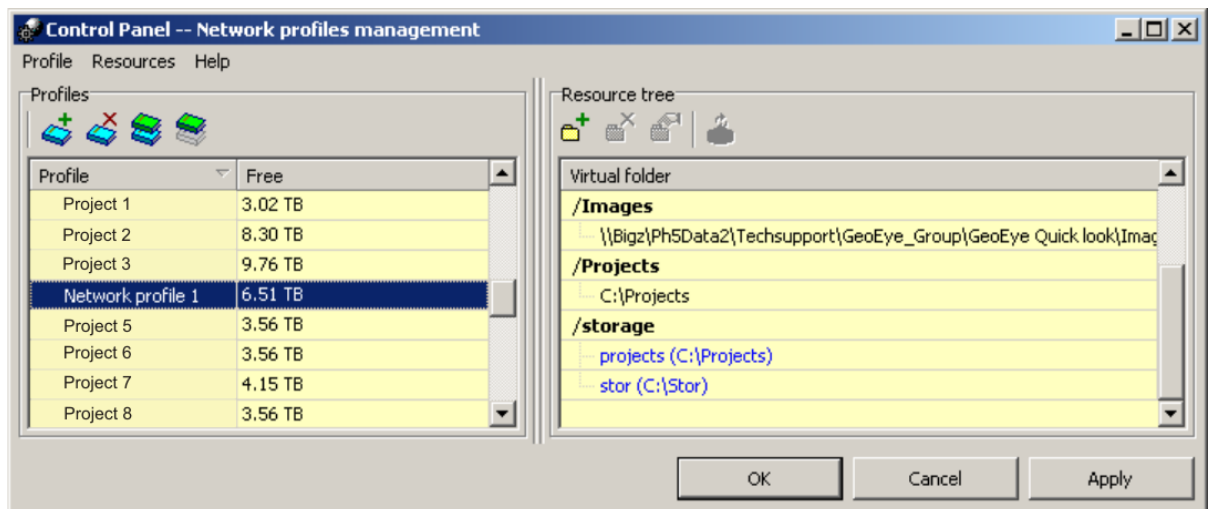 Control Panel -- Network profiles management
Profile Resources Help
Profiles
Profile Free
Project 1 3.02 TB
Project 2 8.30 TB
Project 3 9.76 TB
Network profile 1 6.51 TB
Project 5 3.56 TB
Project 6 3.56 TB
Project 7 4.15 TB
Project 8 3.56 TB
Resource tree
Virtual folder
/Images
\\Bigz\Ph5Data2\Techsupport\GeoEye_Group\GeoEye Quick look\Imag
/Projects
C:\Projects
/storage
projects (C:\Projects)
stor (C:\Stor)
OK Cancel Apply